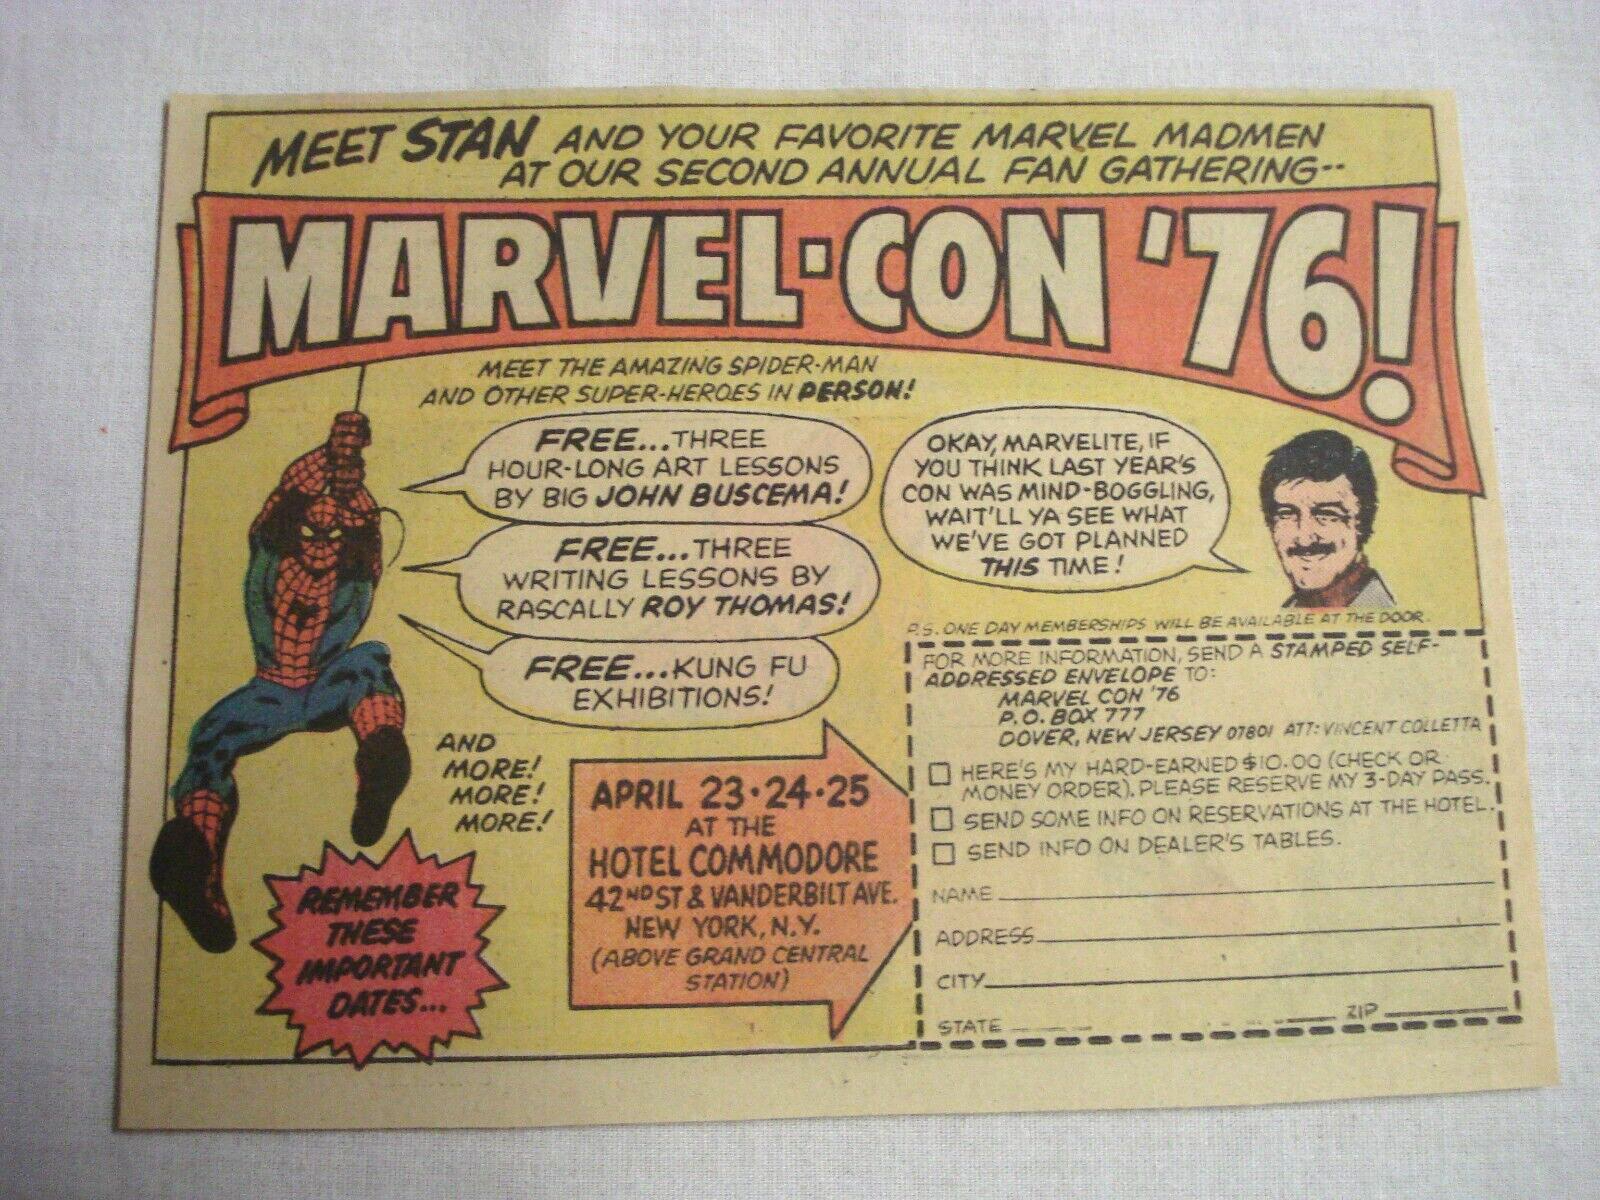 MEET STAN AND YOUR FAVORITE MARVEL MADMEN
AT OUR SECOND ANNUAL FAN GATHERING--
MARVEL-CON '76!
MEET THE AMAZING SPIDER-MAN
AND OTHER SUPER-HEROES IN PERSON!
FREE...THREE
HOUR-LONG ART LESSONS
BY BIG JOHN BUSCEMA!
FREE...THREE
WRITING LESSONS BY
RASCALLY ROY THOMAS!
FREE...KUNG FU
EXHIBITIONS!
AND
MORE!
MORE!
MORE!
OKAY, MARVELITE, IF
YOU THINK LAST YEAR'S
CON WAS MIND-BOGGLING,
WAIT'LL YA SEE WHAT
WE'VE GOT PLANNED
THIS TIME!
REMEMBER
THESE
IMPORTANT
DATES...
APRIL 23·24·25
AT THE
HOTEL COMMODORE
42ND ST & VANDERBILT AVE.
NEW YORK, N.Y.
(ABOVE GRAND CENTRAL
STATION)
P.S. ONE DAY MEMBERSHIPS WILL BE AVAILABLE AT THE DOOR.
FOR MORE INFORMATION, SEND A STAMPED SELF-
ADDRESSED ENVELOPE TO:
MARVEL CON '76
P.O. BOX 777
DOVER, NEW JERSEY 07801 ATT: VINCENT COLLETTA
HERE'S MY HARD-EARNED $10.00 (CHECK OR
MONEY ORDER). PLEASE RESERVE MY 3-DAY PASS.
SEND SOME INFO ON RESERVATIONS AT THE HOTEL.
SEND INFO ON DEALER'S TABLES.
NAME
ADDRESS
CITY
STATE ZIP